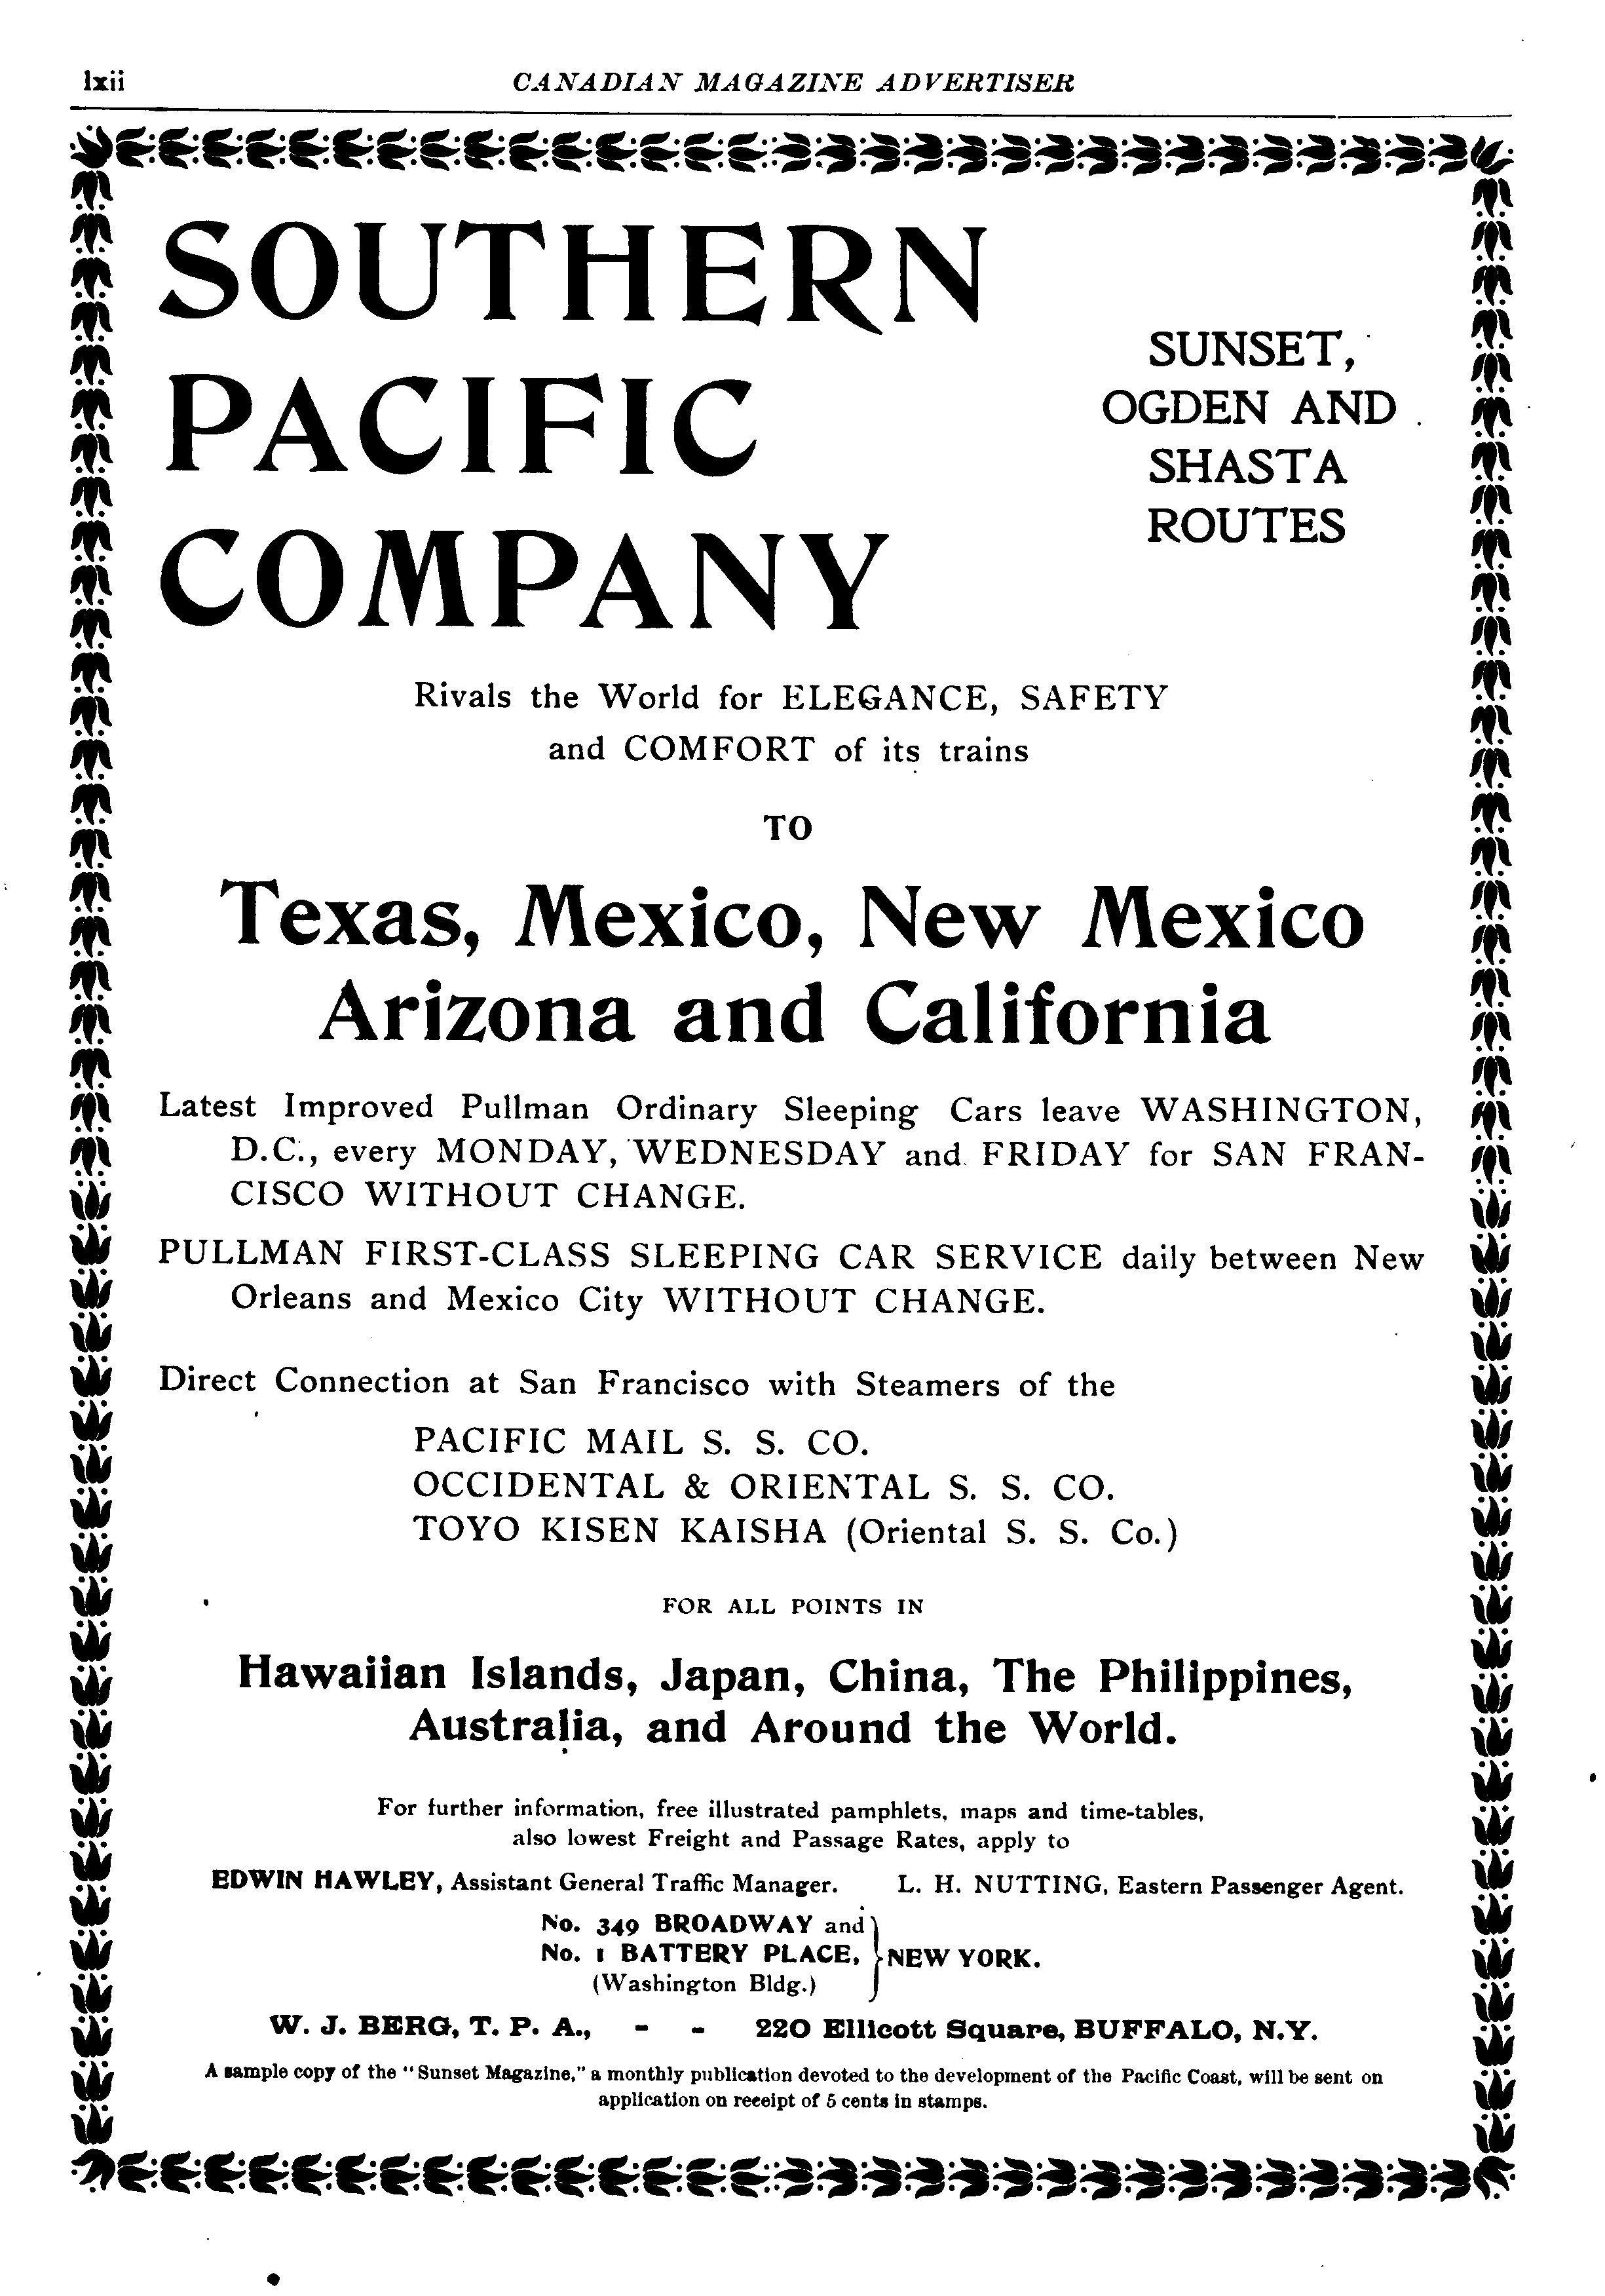 lxii
CANADIAN MAGAZINE ADVERTISER
SOUTHERN
PACIFIC
COMPANY
SUNSET,
OGDEN AND
SHASTA
ROUTES
Rivals the World for ELEGANCE, SAFETY
and COMFORT of its trains
TO
Texas, Mexico, New Mexico
Arizona and California
Latest Improved Pullman Ordinary Sleeping Cars leave WASHINGTON,
D.C., every MONDAY, WEDNESDAY and FRIDAY for SAN FRAN-
CISCO WITHOUT CHANGE.
PULLMAN FIRST-CLASS SLEEPING CAR SERVICE daily between New
Orleans and Mexico City WITHOUT CHANGE.
Direct Connection at San Francisco with Steamers of the
PACIFIC MAIL S. S. CO.
OCCIDENTAL & ORIENTAL S. S. CO.
TOYO KISEN KAISHA (Oriental S. S. Co.)
FOR ALL POINTS IN
Hawaiian Islands, Japan, China, The Philippines,
Australia, and Around the World.
For further information, free illustrated pamphlets, maps and time-tables,
also lowest Freight and Passage Rates, apply to
EDWIN HAWLEY, Assistant General Traffic Manager. L. H. NUTTING, Eastern Passenger Agent.
No. 349 BROADWAY and
No. 1 BATTERY PLACE, } NEW YORK.
(Washington Bldg.)
W. J. BERG, T. P. A., - - 220 Ellicott Square, BUFFALO, N.Y.
A sample copy of the "Sunset Magazine," a monthly publication devoted to the development of the Pacific Coast, will be sent on
application on receipt of 5 cents in stamps.